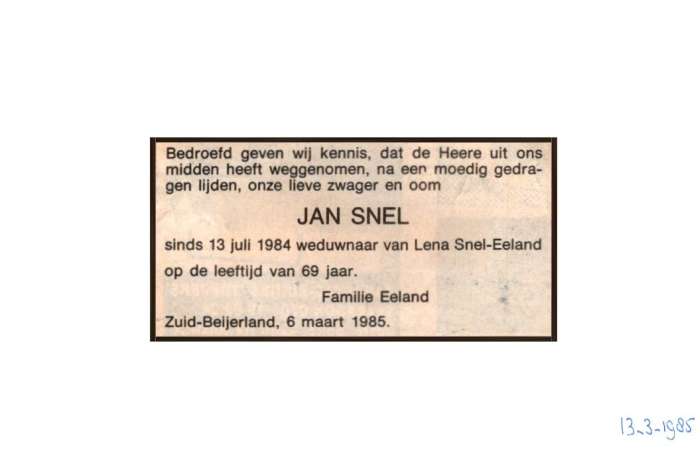 Bedroefd geven wij kennis, dat de Heere uit ons
midden heeft weggenomen, na een moedig gedra-
gen lijden, onze lieve zwager en oom
JAN SNEL
sinds 13 juli 1984 weduwnaar van Lena Snel-Eeland
op de leeftijd van 69 jaar.
Familie Eeland
Zuid-Beijerland, 6 maart 1985.
13-3-1985